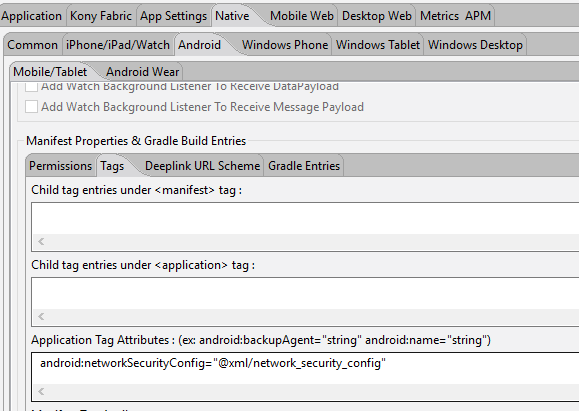 Application Kony Fabric App Settings Native Mobile Web Desktop Web Metrics APM
Common iPhone/iPad/Watch Android Windows Phone Windows Tablet Windows Desktop
Mobile/Tablet Android Wear
Add Watch Background Listener To Receive DataPayload
Add Watch Background Listener To Receive Message Payload
Manifest Properties & Gradle Build Entries
Permissions Tags Deeplink URL Scheme Gradle Entries
Child tag entries under <manifest> tag :
Child tag entries under <application> tag :
Application Tag Attributes : (ex: android:backupAgent="string" android:name="string")
android:networkSecurityConfig="@xml/network_security_config"